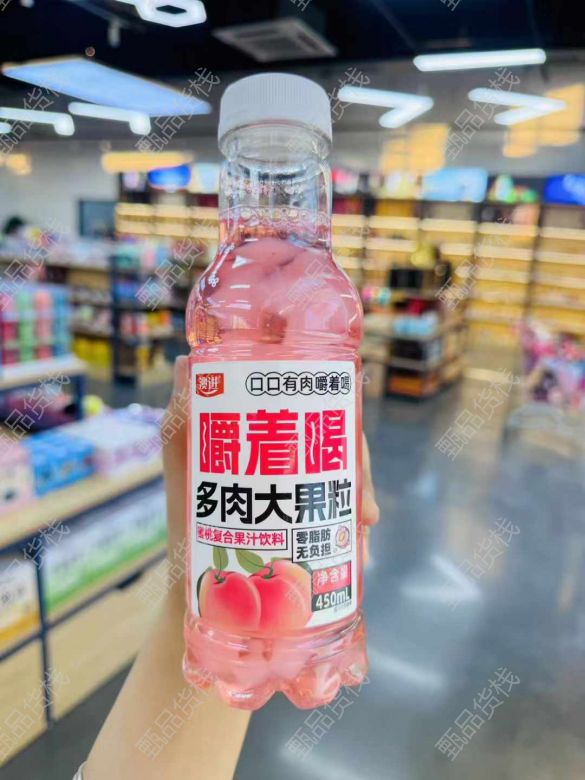 澳进
口口有肉嚼着喝
嚼着喝
多肉大果粒
蜜桃复合果汁饮料
零脂肪
无负担
净含量
450mL
甄品货栈